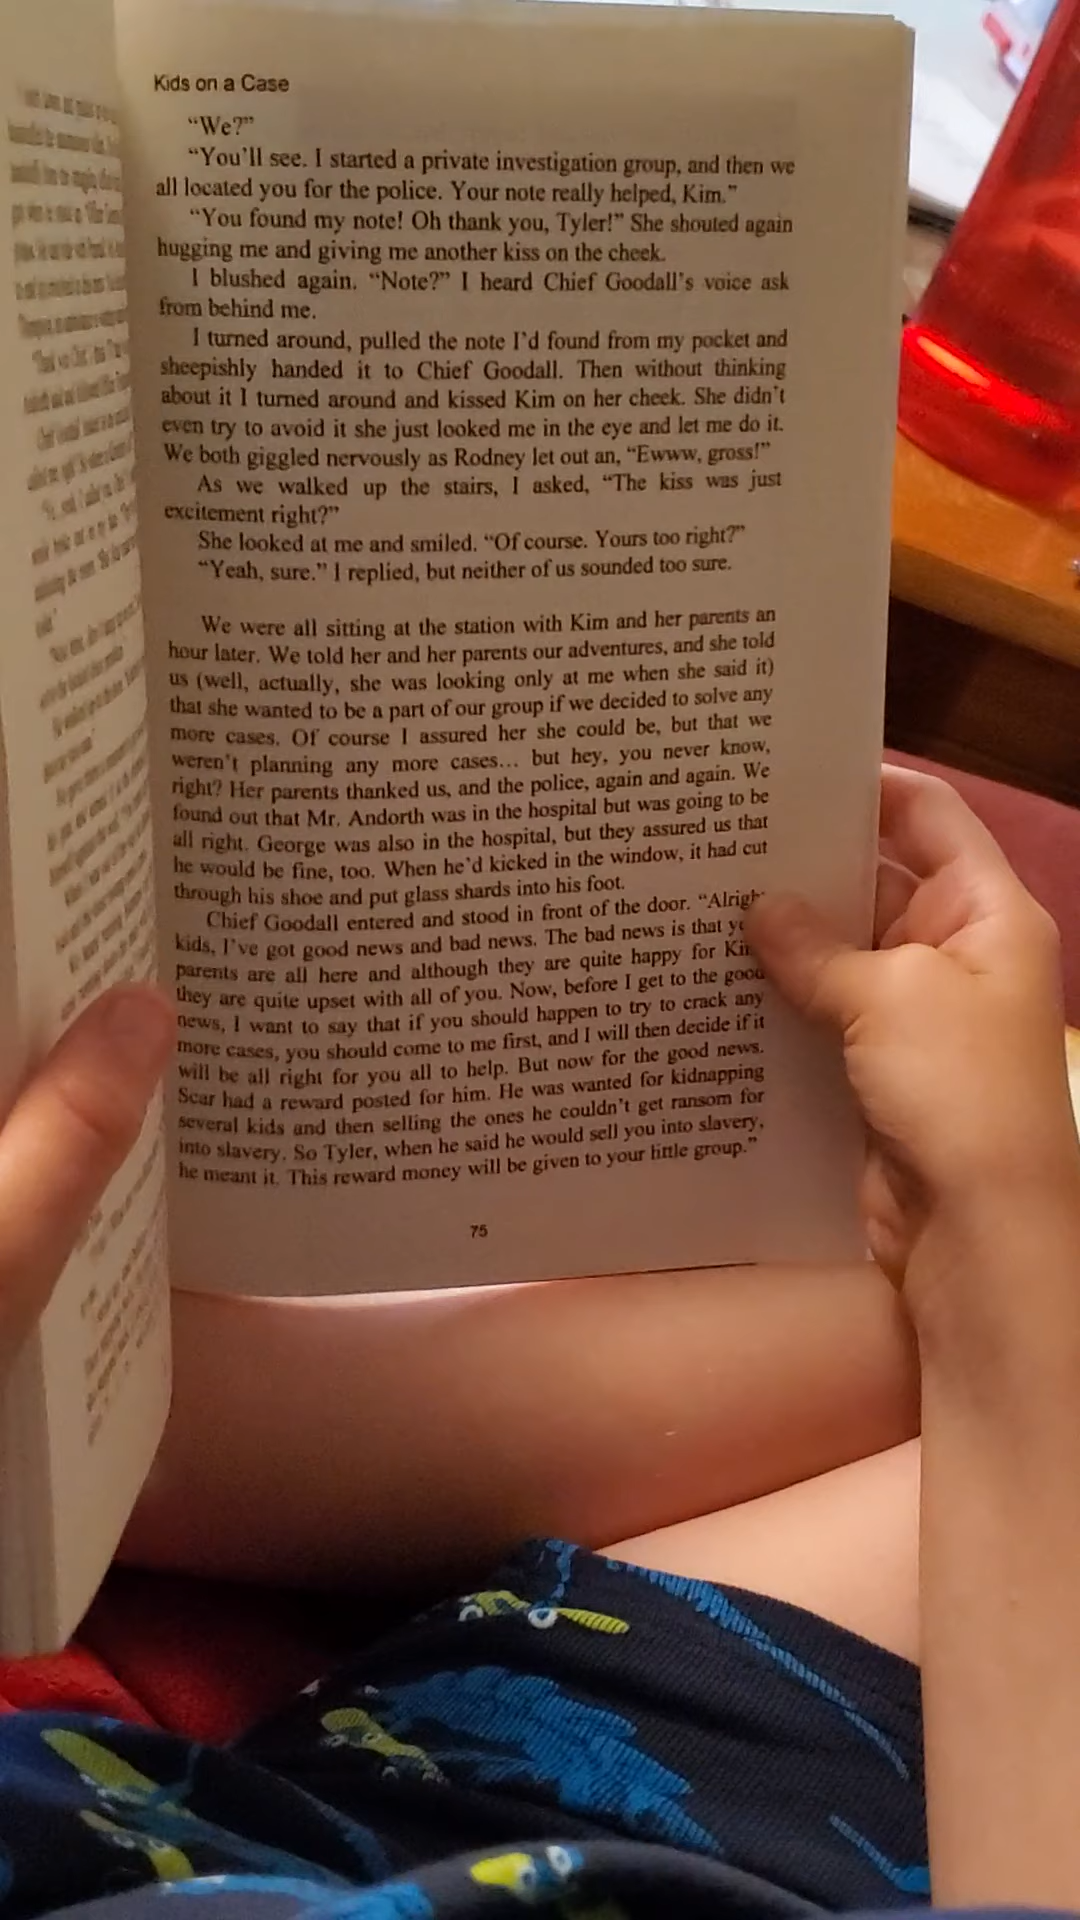 Kids on a Case
“We?”
“You’ll see. I started a private investigation group, and then we
all located you for the police. Your note really helped, Kim.”
“You found my note! Oh thank you, Tyler!” She shouted again
hugging me and giving me another kiss on the cheek.
I blushed again. “Note?” I heard Chief Goodall’s voice ask
from behind me.
I turned around, pulled the note I’d found from my pocket and
sheepishly handed it to Chief Goodall. Then without thinking
about it I turned around and kissed Kim on her cheek. She didn’t
even try to avoid it she just looked me in the eye and let me do it.
We both giggled nervously as Rodney let out an, “Ewww, gross!”
As we walked up the stairs, I asked, “The kiss was just
excitement right?”
She looked at me and smiled. “Of course. Yours too right?”
“Yeah, sure.” I replied, but neither of us sounded too sure.
We were all sitting at the station with Kim and her parents an
hour later. We told her and her parents our adventures, and she told
us (well, actually, she was looking only at me when she said it)
that she wanted to be a part of our group if we decided to solve any
more cases. Of course I assured her she could be, but that we
weren’t planning any more cases... but hey, you never know,
right? Her parents thanked us, and the police, again and again. We
found out that Mr. Andorth was in the hospital but was going to be
all right. George was also in the hospital, but they assured us that
he would be fine, too. When he’d kicked in the window, it had cut
through his shoe and put glass shards into his foot.
Chief Goodall entered and stood in front of the door.
kids, I’ve got good news and bad news. The bad news is that
parents are all here and although they are quite happy for
they are quite upset with all of you. Now, before I get to the good
news, I want to say that if you should happen to try to crack any
more cases, you should come to me first, and I will then decide if it
will be all right for you all to help. But now for the good news.
Scar had a reward posted for him. He was wanted for kidnapping
several kids and then selling the ones he couldn’t get ransom for
into slavery. So Tyler, when he said he would sell you into slavery,
he meant it. This reward money will be given to your little group.”
75